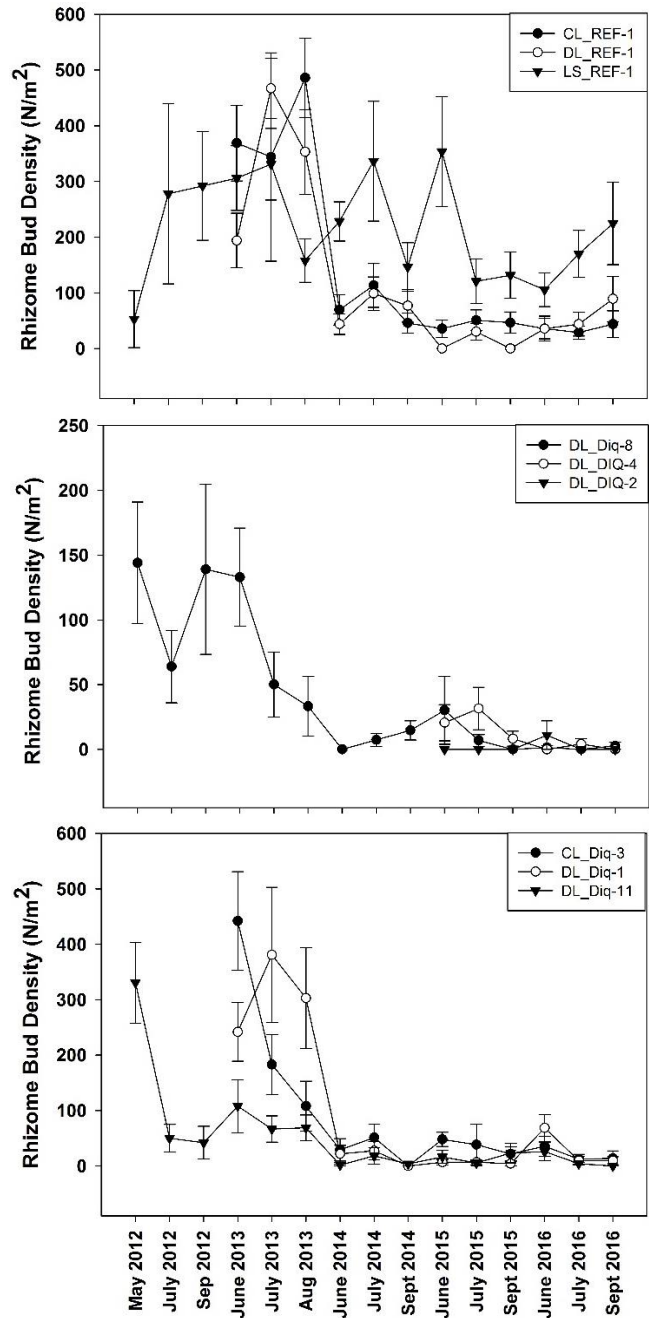 600
500
400
300
200
100
0
Rhizome Bud Density (N/m²)
CL_REF-1
DL_REF-1
LS_REF-1
250
200
150
100
50
0
Rhizome Bud Density (N/m²)
DL_Diq-8
DL_DIQ-4
DL_DIQ-2
600
500
400
300
200
100
0
Rhizome Bud Density (N/m²)
CL_Diq-3
DL_Diq-1
DL_Diq-11
May 2012
July 2012
Sep 2012
June 2013
July 2013
Aug 2013
June 2014
July 2014
Sept 2014
June 2015
July 2015
Sept 2015
June 2016
July 2016
Sept 2016